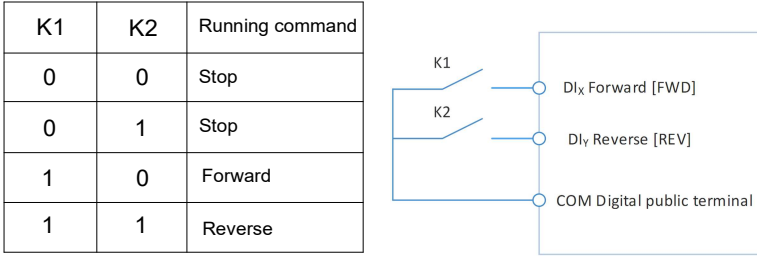 K1 K2 Running command
0 0 Stop
0 1 Stop
1 0 Forward
1 1 Reverse
K1
DIX Forward [FWD]
K2
DIY Reverse [REV]
COM Digital public terminal